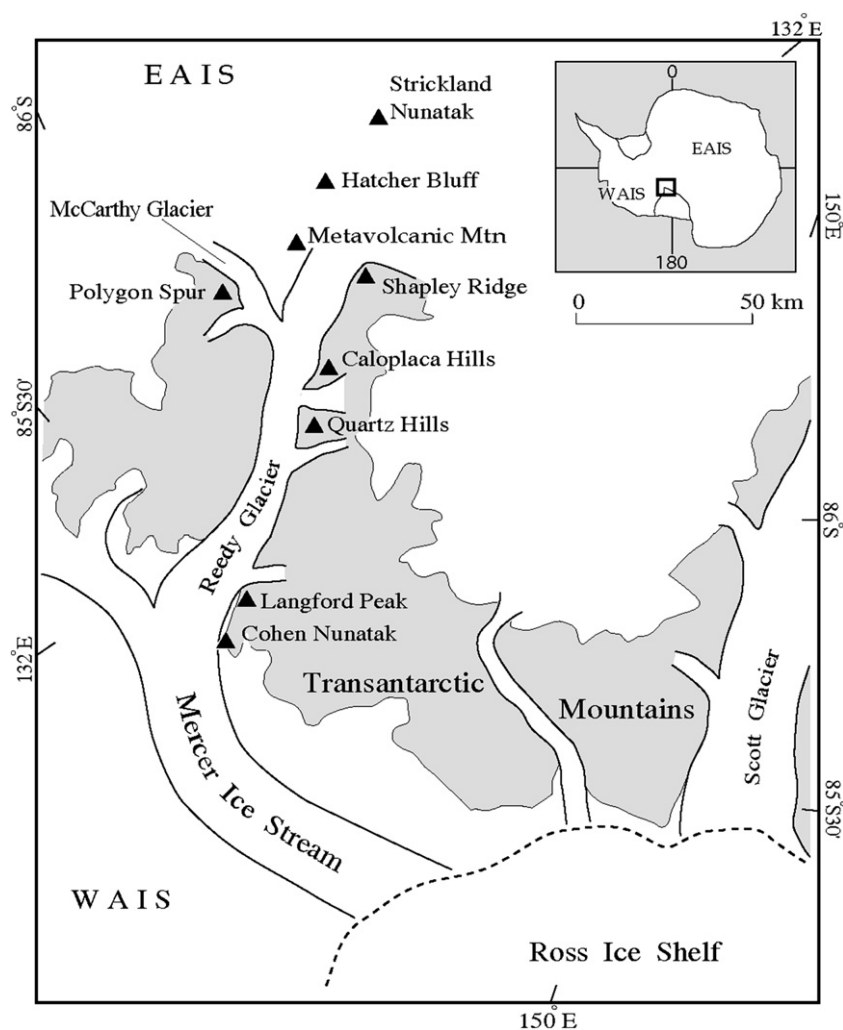 132°E
EAIS
Strickland
Nunatak
86°S
0
EAIS
WAIS
180
Hatcher Bluff
McCarthy Glacier
150°E
Metavolcanic Mtn
Polygon Spur
Shapley Ridge
0 50 km
Caloplaca Hills
85°S30'
Quartz Hills
Reedy Glacier
86°S
Langford Peak
Cohen Nunatak
132°E
Transantarctic
Mountains
Scott Glacier
Mercer Ice Stream
85°S30'
WAIS
Ross Ice Shelf
150°E